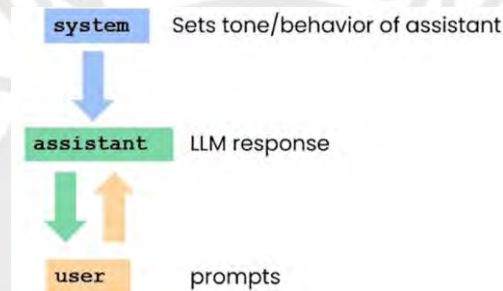 system Sets tone/behavior of assistant
assistant LLM response
user prompts